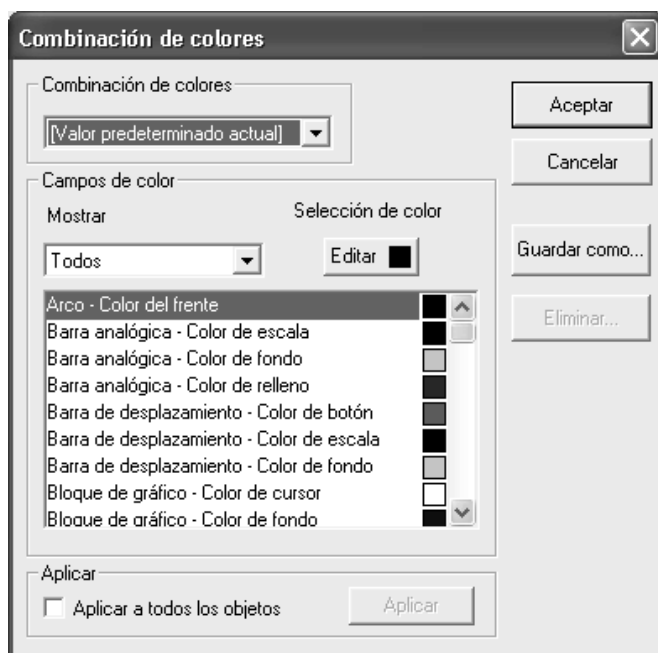 Combinación de colores
Combinación de colores
[Valor predeterminado actual]
Aceptar
Cancelar
Campos de color
Mostrar
Selección de color
Todos
Editar
Guardar como...
Eliminar...
Arco - Color del frente
Barra analógica - Color de escala
Barra analógica - Color de fondo
Barra analógica - Color de relleno
Barra de desplazamiento - Color de botón
Barra de desplazamiento - Color de escala
Barra de desplazamiento - Color de fondo
Bloque de gráfico - Color de cursor
Bloque de gráfico - Color de fondo
Aplicar
Aplicar a todos los objetos
Aplicar